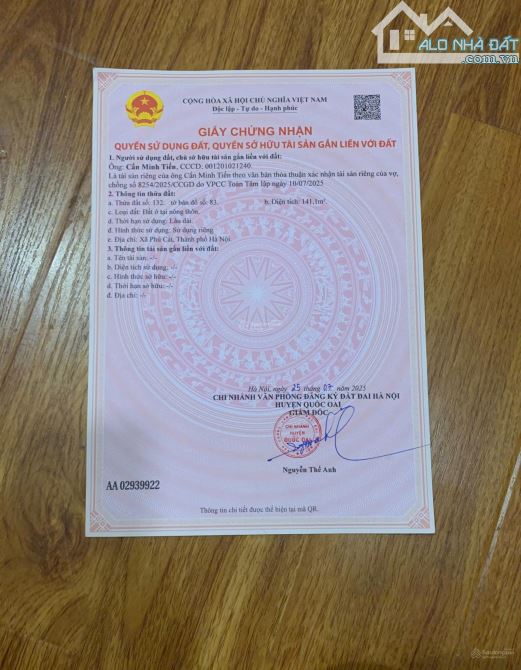 ALO NHÀ ĐẤT
.com.vn
CỘNG HÒA XÃ HỘI CHỦ NGHĨA VIỆT NAM
Độc lập - Tự do - Hạnh phúc
GIẤY CHỨNG NHẬN
QUYỀN SỬ DỤNG ĐẤT, QUYỀN SỞ HỮU TÀI SẢN GẮN LIỀN VỚI ĐẤT
1. Người sử dụng đất, chủ sở hữu tài sản gắn liền với đất:
Ông: Cấn Minh Tiến, CCCD: 001201021240.
Là tài sản riêng của ông Cấn Minh Tiến theo văn bản thỏa thuận xác nhận tài sản riêng của vợ,
chồng số 8254/2025/CCGD do VPCC Toàn Tâm lập ngày 10/07/2025
2. Thông tin thửa đất:
a. Thửa đất số: 132. tờ bản đồ số: 83. b. Diện tích: 141,1m².
c. Loại đất: Đất ở tại nông thôn.
d. Thời hạn sử dụng: Lâu dài.
đ. Hình thức sử dụng: Sử dụng riêng
e. Địa chỉ: Xã Phú Cát, Thành phố Hà Nội
3. Thông tin tài sản gắn liền với đất:
a. Tên tài sản: -/-
b. Diện tích sử dụng: -/-
c. Hình thức sở hữu: -/-
d. Thời hạn sở hữu: -/-
đ. Địa chỉ: -/-
Hà Nội, ngày 25 tháng 07 năm 2025
CHI NHÁNH VĂN PHÒNG ĐĂNG KÝ ĐẤT ĐAI HÀ NỘI
HUYỆN QUỐC OAI
GIÁM ĐỐC
CHI NHÁNH
HUYỆN
QUỐC OAI
Nguyễn Thế Anh
AA 02939922
Thông tin chi tiết được thể hiện tại mã QR.
Batdongsan